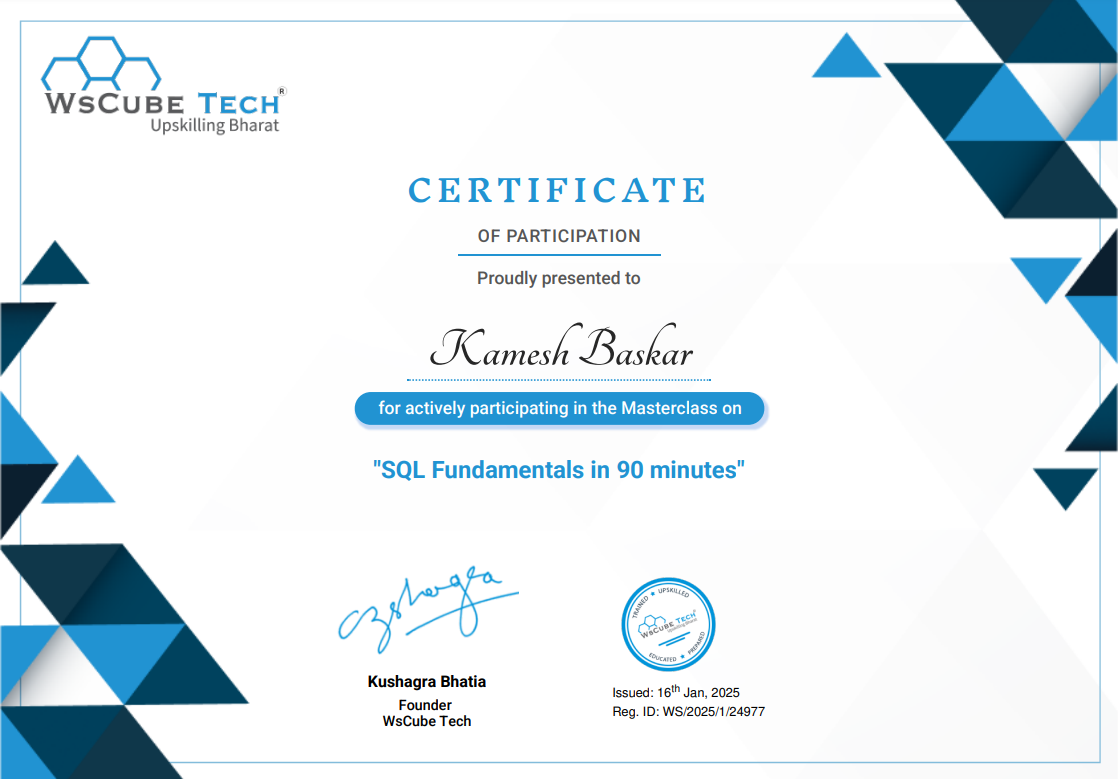 WSCUBE TECH®
Upskilling Bharat
CERTIFICATE
OF PARTICIPATION
Proudly presented to
Kamesh Baskar
for actively participating in the Masterclass on
"SQL Fundamentals in 90 minutes"
Kushagra
Kushagra Bhatia
Founder
WsCube Tech
TRAINED ★ UPSKILLED
WSCUBE TECH®
Upskilling Bharat
EDUCATED ★ PREPARED
Issued: 16th Jan, 2025
Reg. ID: WS/2025/1/24977